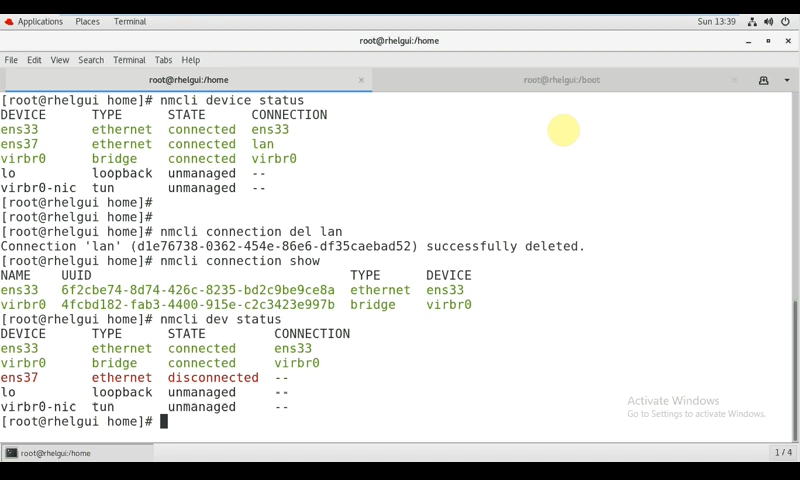 Applications Places Terminal Sun 13:39
root@rhelgui:/home
File Edit View Search Terminal Tabs Help
root@rhelgui:/home × root@rhelgui:/boot ×
[root@rhelgui home]# nmcli device status
DEVICE TYPE STATE CONNECTION
ens33 ethernet connected ens33
ens37 ethernet connected lan
virbr0 bridge connected virbr0
lo loopback unmanaged --
virbr0-nic tun unmanaged --
[root@rhelgui home]#
[root@rhelgui home]#
[root@rhelgui home]# nmcli connection del lan
Connection 'lan' (d1e76738-0362-454e-86e6-df35caebad52) successfully deleted.
[root@rhelgui home]# nmcli connection show
NAME UUID TYPE DEVICE
ens33 6f2cbe74-8d74-426c-8235-bd2c9be9ce8a ethernet ens33
virbr0 4fcbd182-fab3-4400-915e-c2c3423e997b bridge virbr0
[root@rhelgui home]# nmcli dev status
DEVICE TYPE STATE CONNECTION
ens33 ethernet connected ens33
virbr0 bridge connected virbr0
ens37 ethernet disconnected --
lo loopback unmanaged --
virbr0-nic tun unmanaged --
[root@rhelgui home]#
Activate Windows
Go to Settings to activate Windows.
root@rhelgui:/home 1 / 4